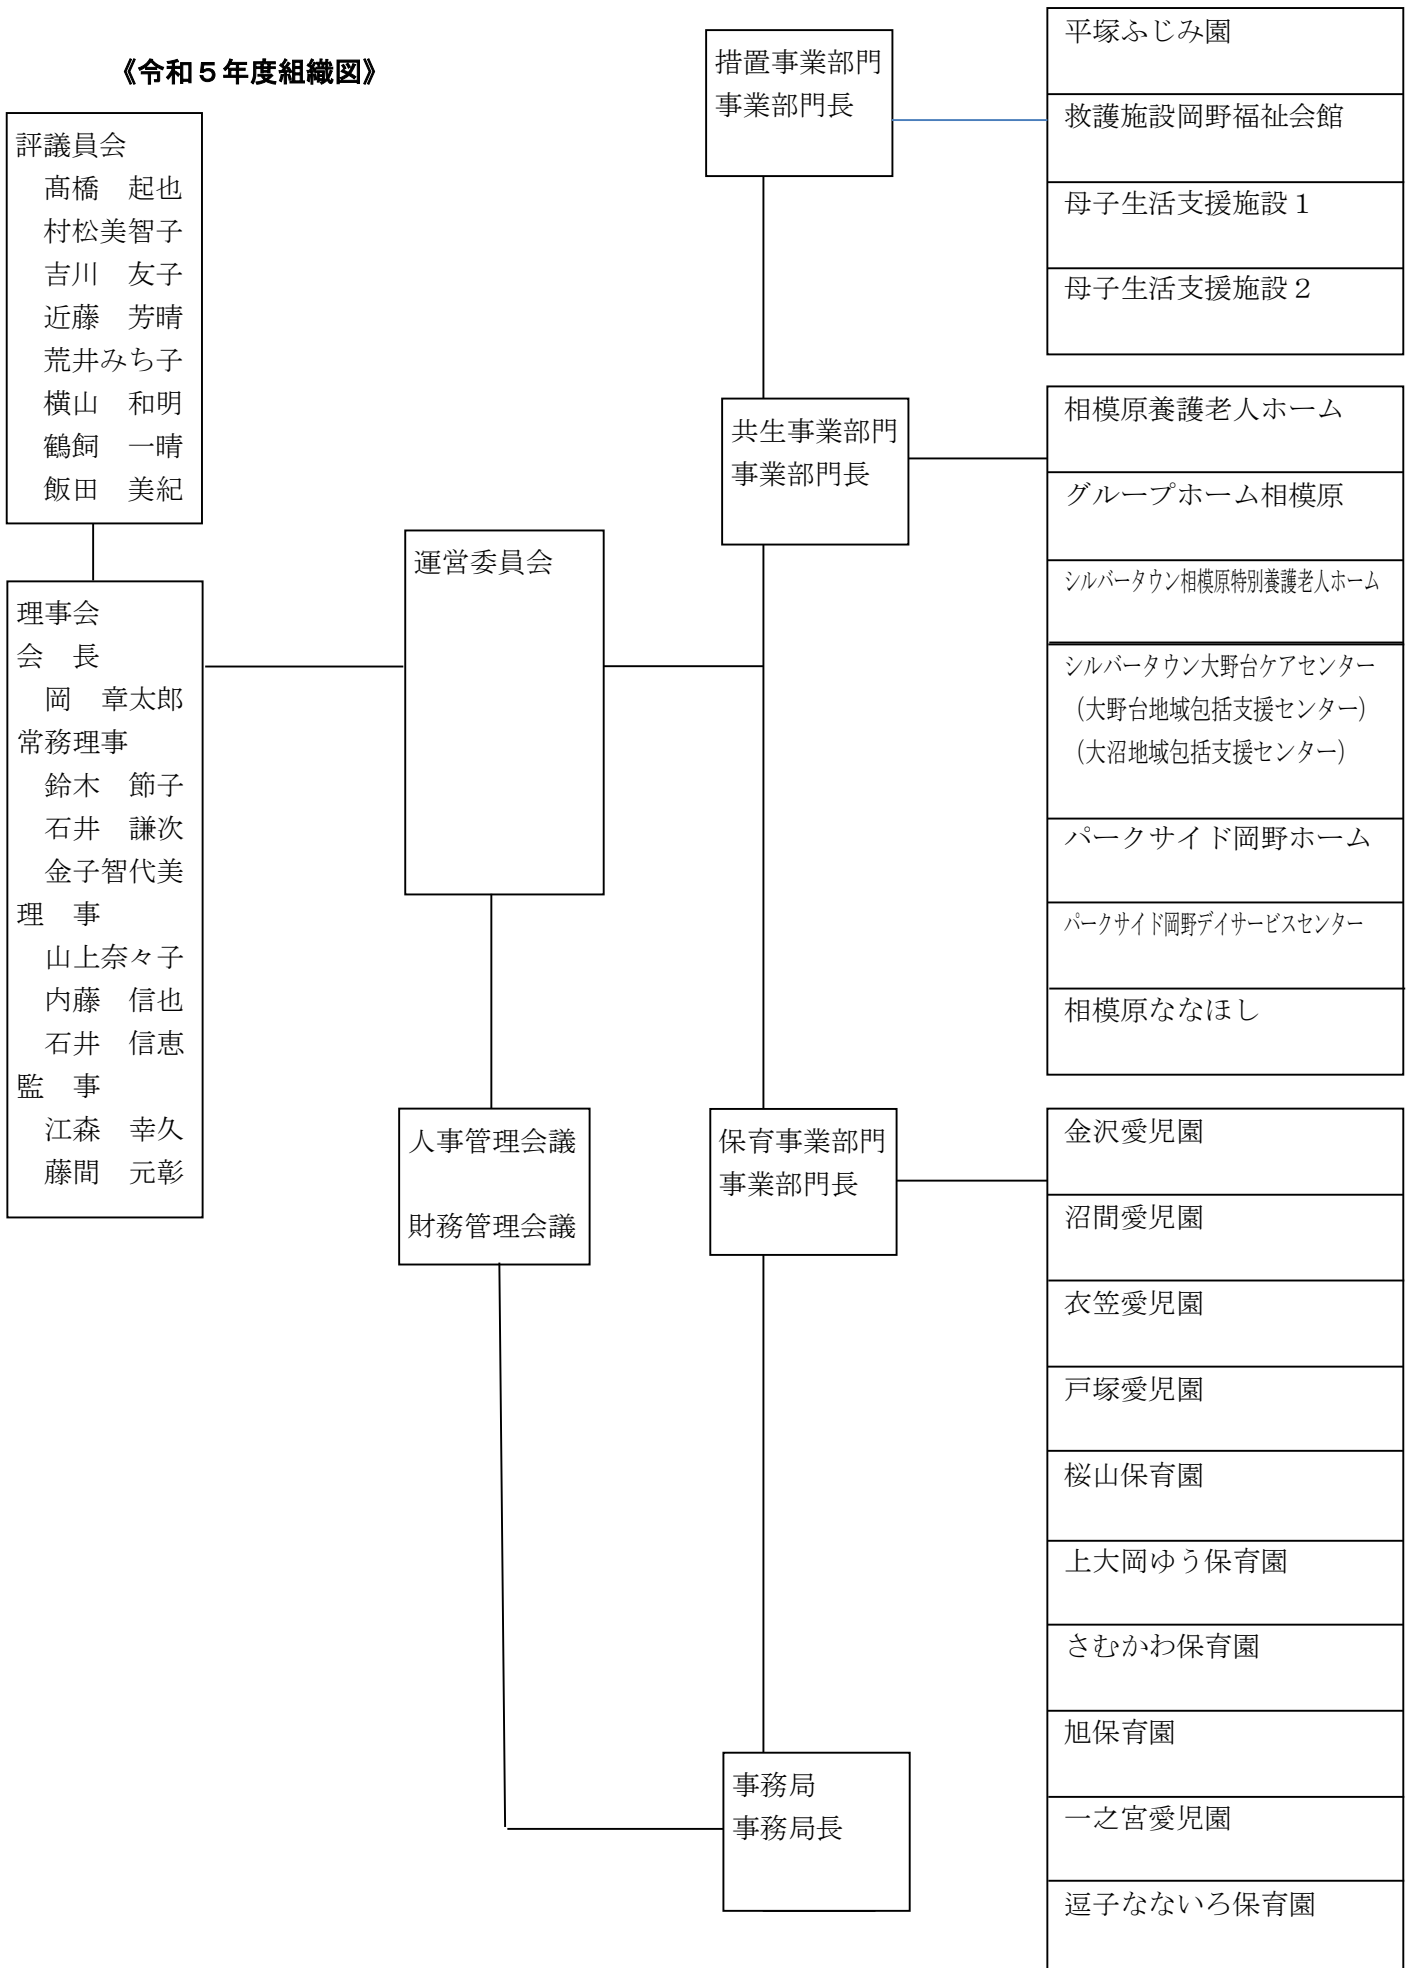 《令和５年度組織図》
評議員会
髙橋　起也
村松美智子
吉川　友子
近藤　芳晴
荒井みち子
横山　和明
鶴飼　一晴
飯田　美紀
理事会
会　長
岡　章太郎
常務理事
鈴木　節子
石井　謙次
金子智代美
理　事
山上奈々子
内藤　信也
石井　信恵
監　事
江森　幸久
藤間　元彰
運営委員会
人事管理会議
財務管理会議
措置事業部門
事業部門長
共生事業部門
事業部門長
保育事業部門
事業部門長
事務局
事務局長
平塚ふじみ園
救護施設岡野福祉会館
母子生活支援施設１
母子生活支援施設２
相模原養護老人ホーム
グループホーム相模原
シルバータウン相模原特別養護老人ホーム
シルバータウン大野台ケアセンター
（大野台地域包括支援センター）
（大沼地域包括支援センター）
パークサイド岡野ホーム
パークサイド岡野デイサービスセンター
相模原ななほし
金沢愛児園
沼間愛児園
衣笠愛児園
戸塚愛児園
桜山保育園
上大岡ゆう保育園
さむかわ保育園
旭保育園
一之宮愛児園
逗子なないろ保育園